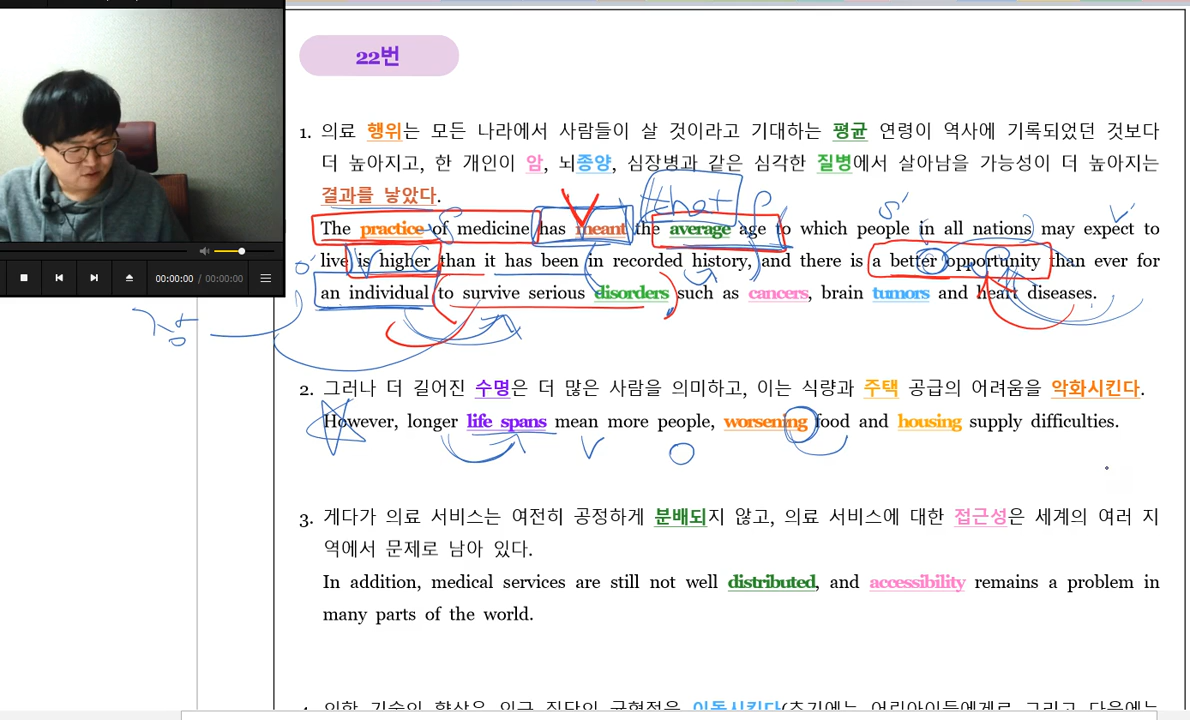 22번
1. 의료 행위는 모든 나라에서 사람들이 살 것이라고 기대하는 평균 연령이 역사에 기록되었던 것보다
더 높아지고, 한 개인이 암, 뇌종양, 심장병과 같은 심각한 질병에서 살아남을 가능성이 더 높아지는
결과를 낳았다.
that
S'
V'
The practice of medicine has meant the average age to which people in all nations may expect to
live is higher than it has been in recorded history, and there is a better opportunity than ever for
an individual to survive serious disorders such as cancers, brain tumors and heart diseases.
00:00:00 / 00:00:00
2. 그러나 더 길어진 수명은 더 많은 사람을 의미하고, 이는 식량과 주택 공급의 어려움을 악화시킨다.
However, longer life spans mean more people, worsening food and housing supply difficulties.
V O
3. 게다가 의료 서비스는 여전히 공정하게 분배되지 않고, 의료 서비스에 대한 접근성은 세계의 여러 지
역에서 문제로 남아 있다.
In addition, medical services are still not well distributed, and accessibility remains a problem in
many parts of the world.